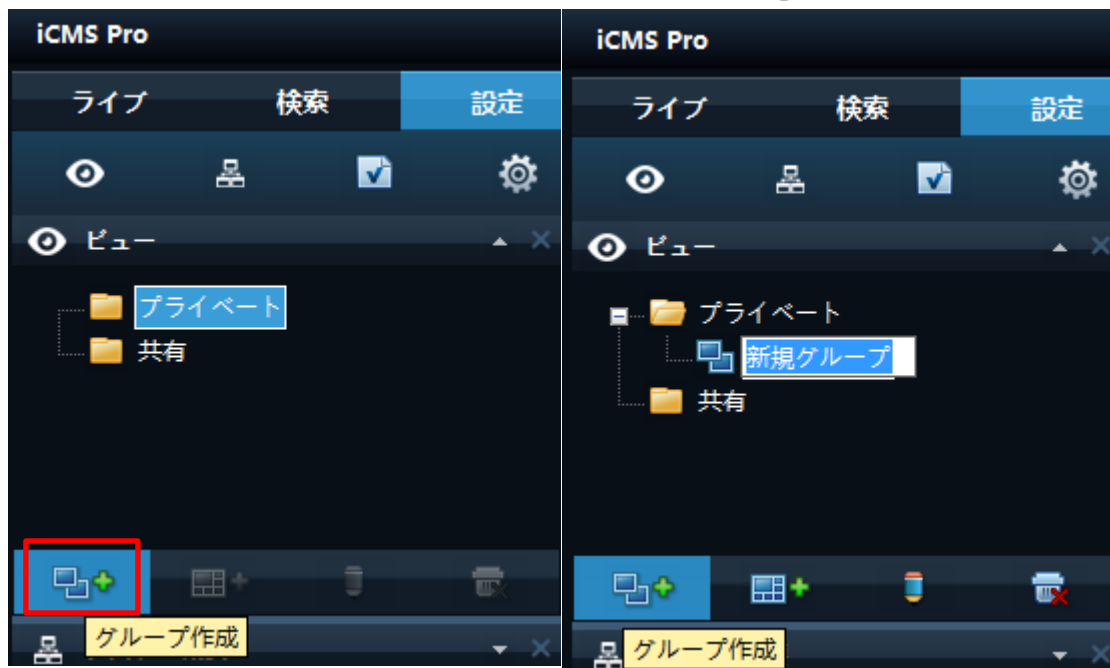 iCMS Pro
ライブ 検索 設定
ビュー
プライベート
共有
グループ作成
iCMS Pro
ライブ 検索 設定
ビュー
プライベート
新規グループ
共有
グループ作成